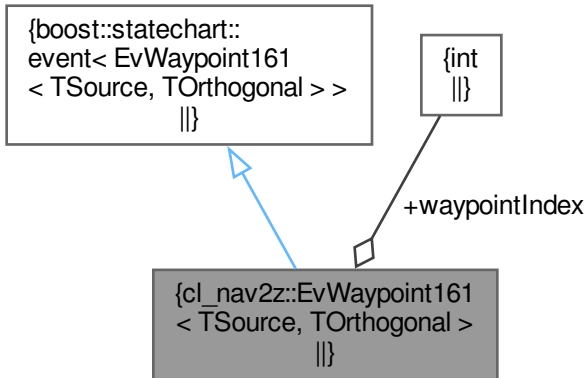 {boost::statechart::
event< EvWaypoint161
< TSource, TOrthogonal > >
||}
{int
||}
+waypointIndex
{cl_nav2z::EvWaypoint161
< TSource, TOrthogonal >
||}